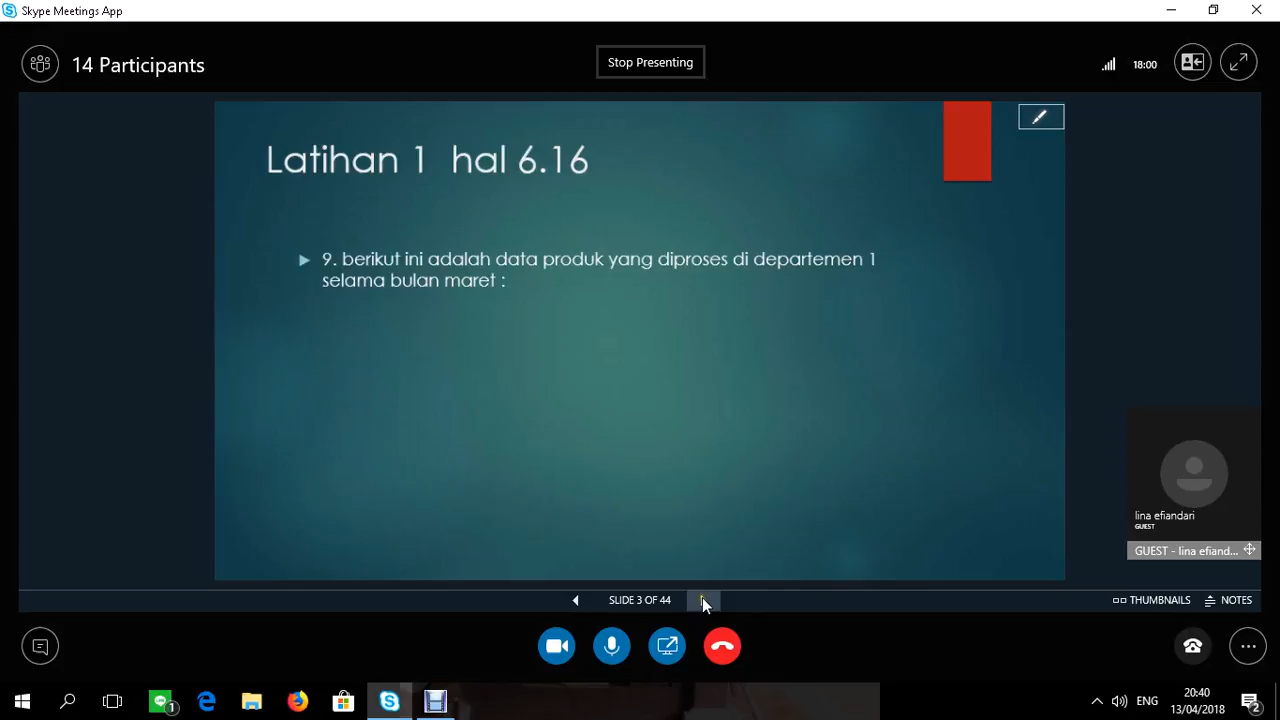 Skype Meetings App
14 Participants
Stop Presenting
18:00
Latihan 1 hal 6.16
9. berikut ini adalah data produk yang diproses di departemen 1
selama bulan maret :
lina efiandari
GUEST
GUEST - lina efiand...
SLIDE 3 OF 44
THUMBNAILS
NOTES
1
ENG
20:40
13/04/2018
2